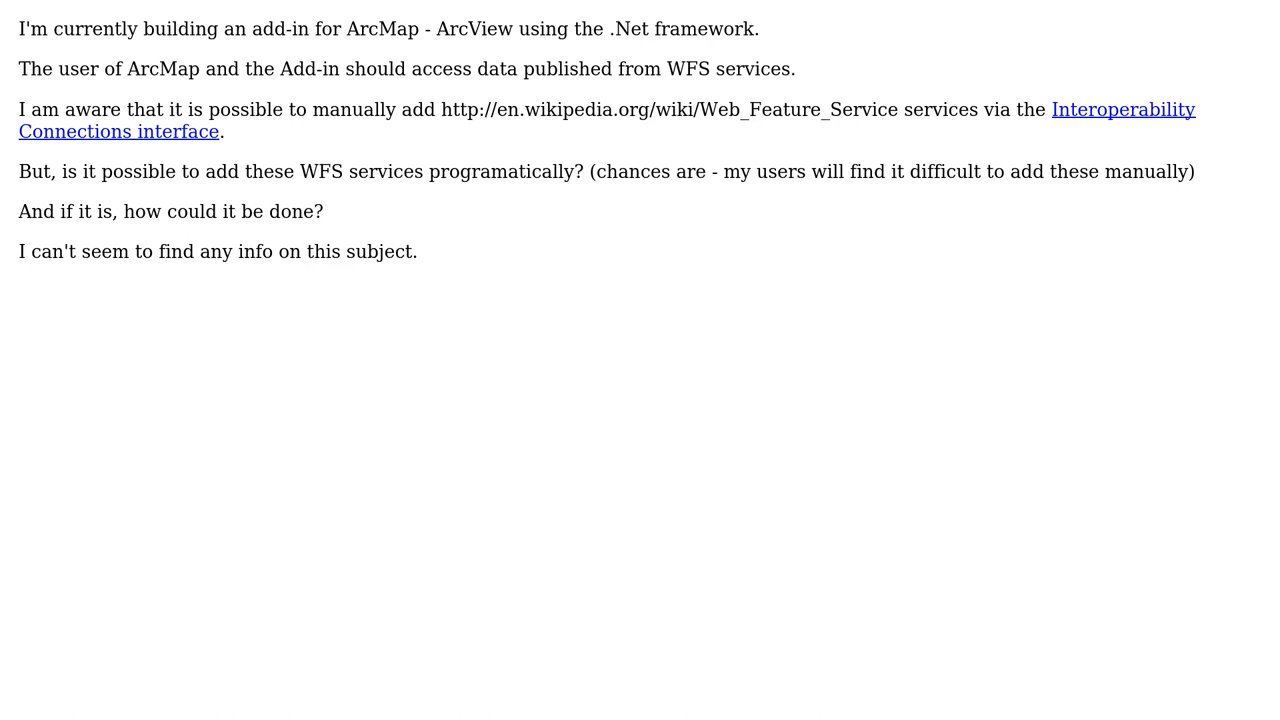 I'm currently building an add-in for ArcMap - ArcView using the .Net framework.
The user of ArcMap and the Add-in should access data published from WFS services.
I am aware that it is possible to manually add http://en.wikipedia.org/wiki/Web_Feature_Service services via the Interoperability
Connections interface.
But, is it possible to add these WFS services programatically? (chances are - my users will find it difficult to add these manually)
And if it is, how could it be done?
I can't seem to find any info on this subject.